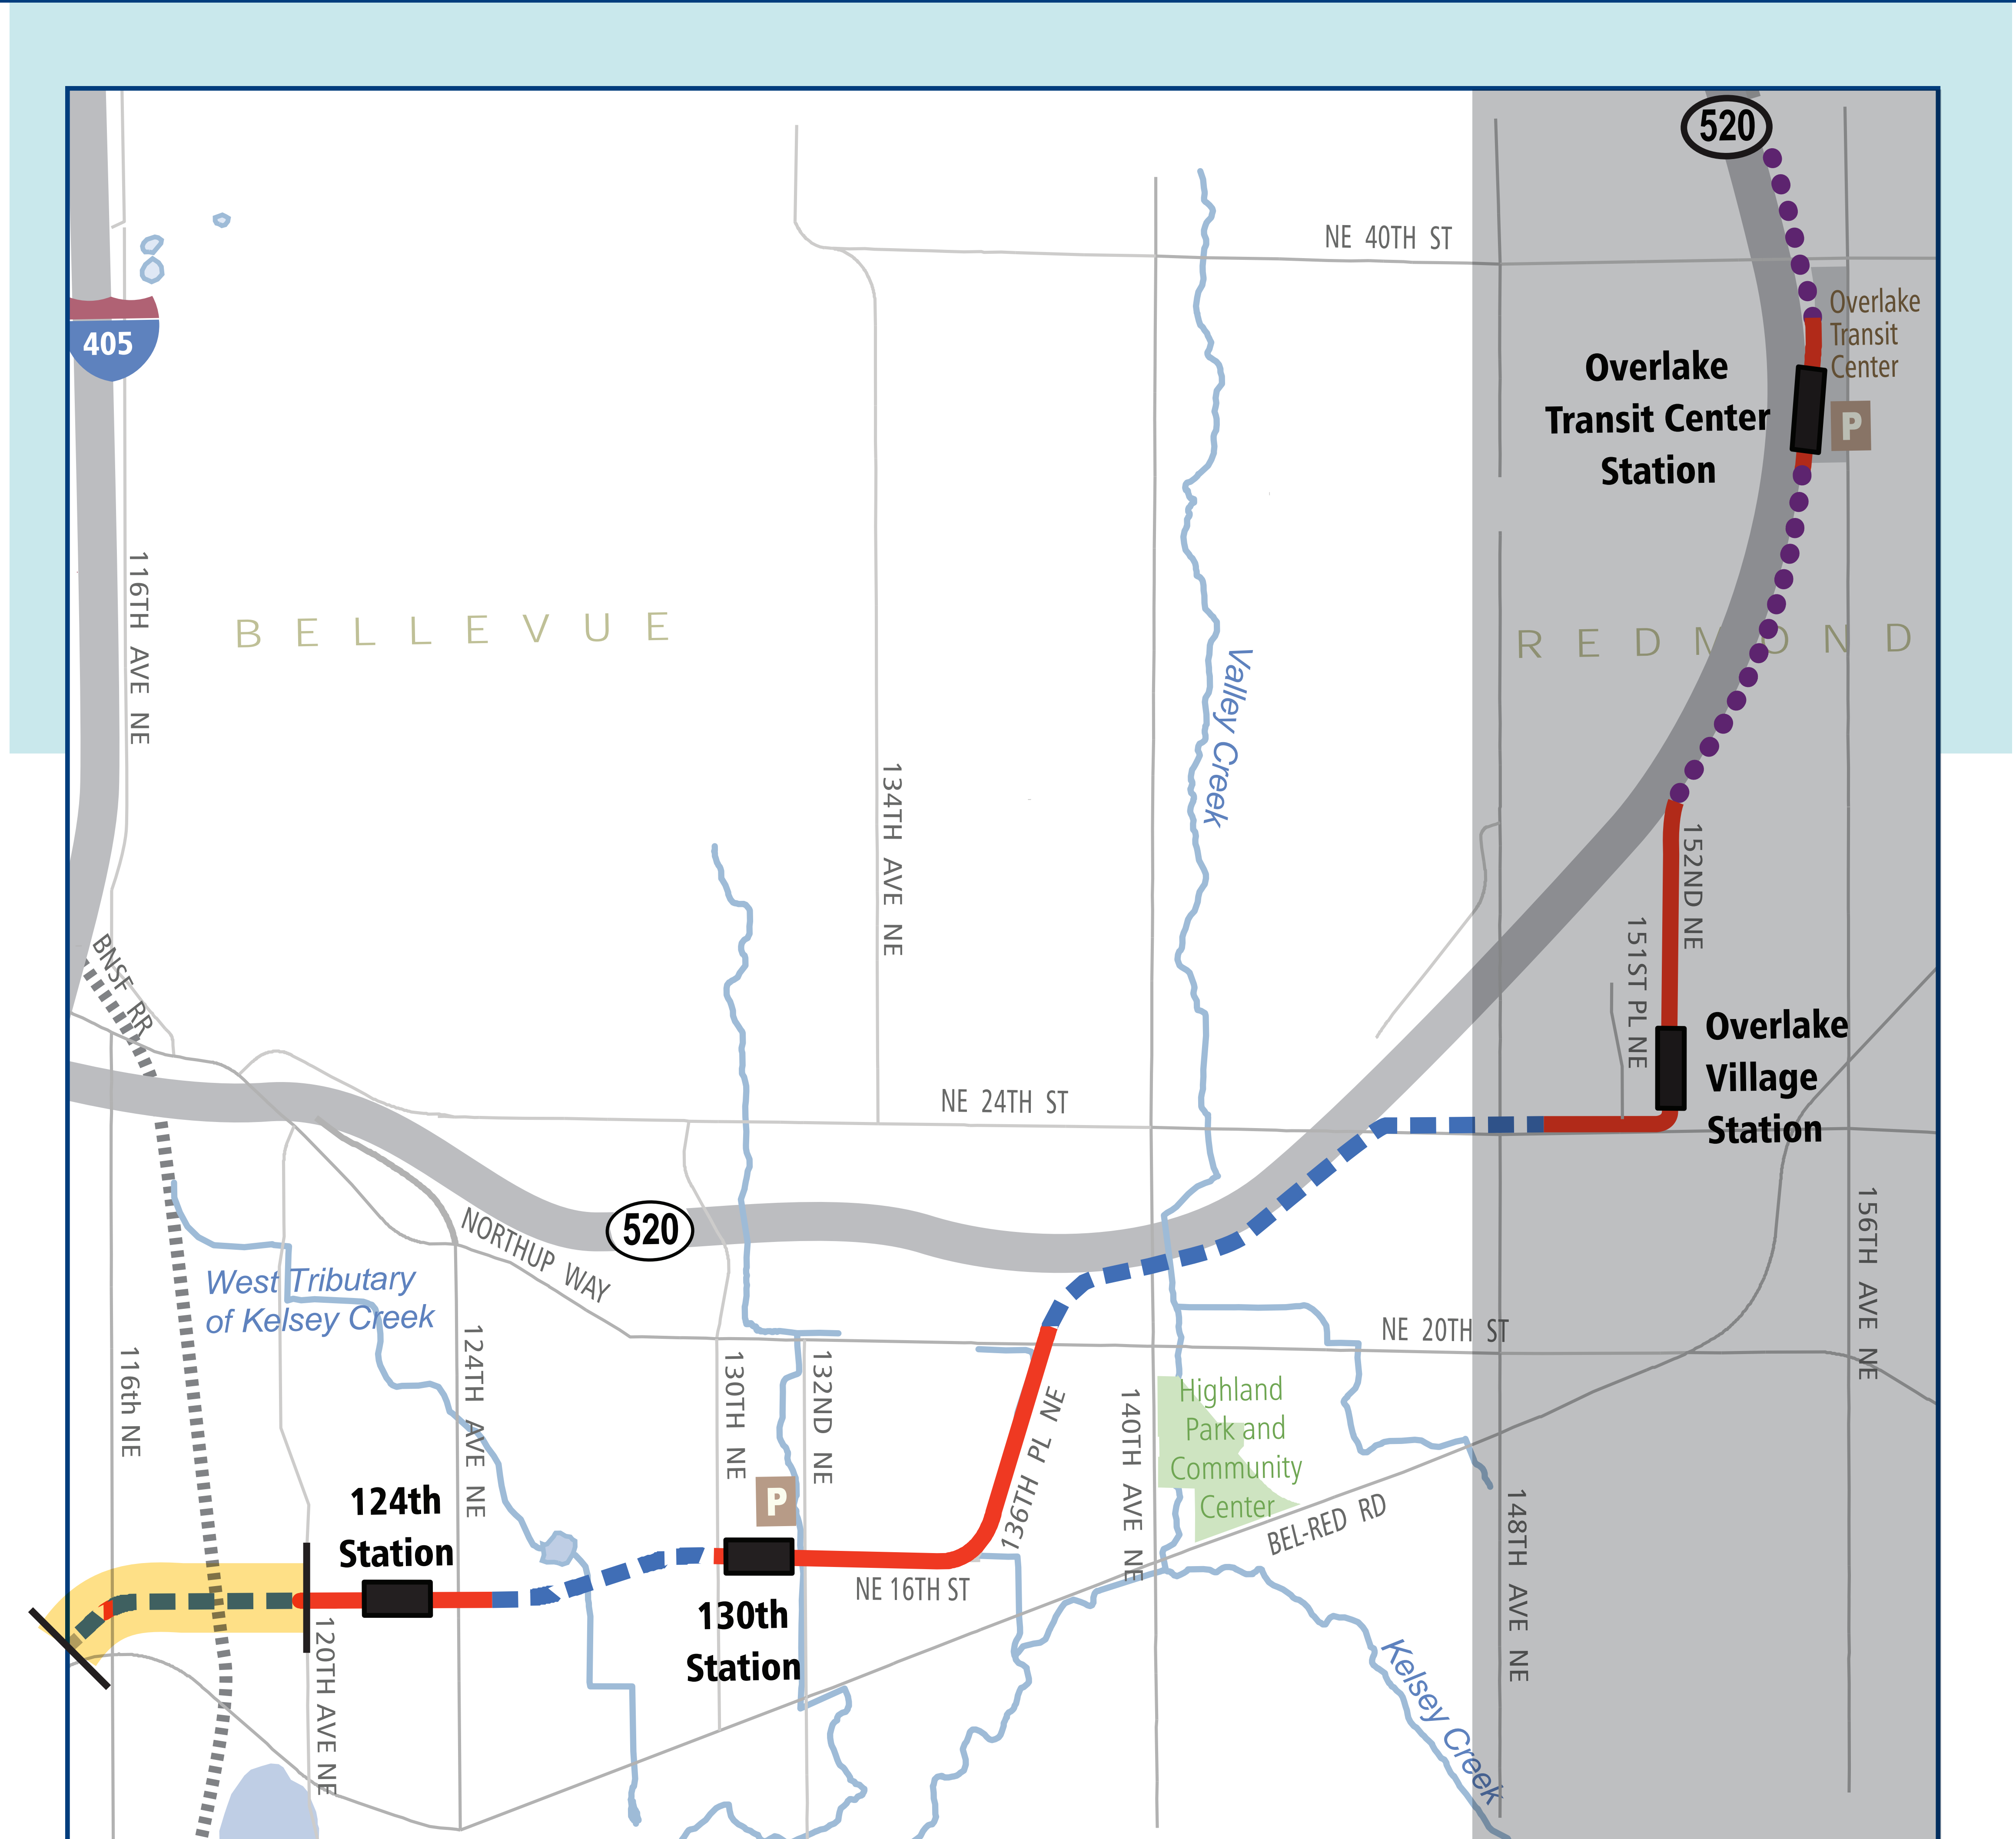 520
NE 40TH ST
Overlake
Transit
Center
405
Overlake
Transit Center
Station
P
116TH AVE NE
BELLEVUE
REDMOND
Valley Creek
134TH AVE NE
152ND NE
151ST PL NE
BNSF RR
Overlake
Village
Station
NE 24TH ST
156TH AVE NE
520
NORTHUP WAY
West Tributary
of Kelsey Creek
NE 20TH ST
116th NE
124TH AVE NE
130TH NE
132ND NE
136TH PL NE
140TH AVE NE
Highland
Park and
Community
Center
BEL-RED RD
148TH AVE NE
P
124th
Station
NE 16TH ST
130th
Station
120TH AVE NE
Kelsey Creek